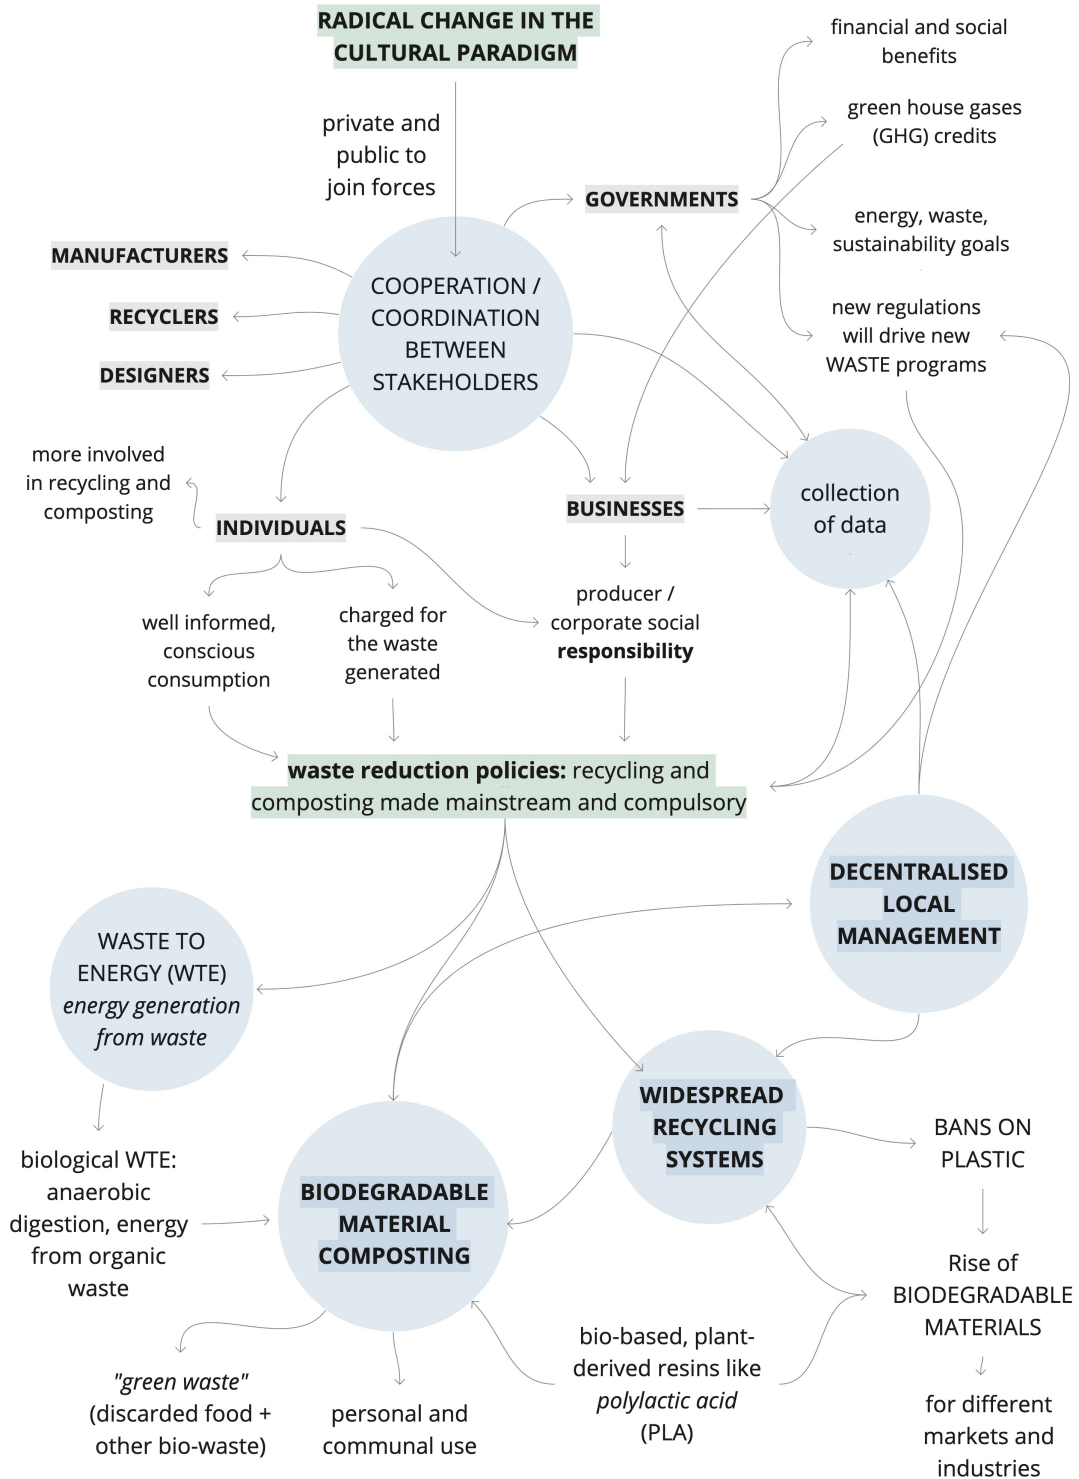 RADICAL CHANGE IN THE
CULTURAL PARADIGM
financial and social
benefits
private and
public to
join forces
green house gases
(GHG) credits
GOVERNMENTS
energy, waste,
sustainability goals
MANUFACTURERS
RECYCLERS
DESIGNERS
COOPERATION /
COORDINATION
BETWEEN
STAKEHOLDERS
new regulations
will drive new
WASTE programs
more involved
in recycling and
composting
INDIVIDUALS
BUSINESSES
collection
of data
well informed,
conscious
consumption
charged for
the waste
generated
producer /
corporate social
responsibility
waste reduction policies: recycling and
composting made mainstream and compulsory
DECENTRALISED
LOCAL
MANAGEMENT
WASTE TO
ENERGY (WTE)
energy generation
from waste
WIDESPREAD
RECYCLING
SYSTEMS
BANS ON
PLASTIC
biological WTE:
anaerobic
digestion, energy
from organic
waste
BIODEGRADABLE
MATERIAL
COMPOSTING
Rise of
BIODEGRADABLE
MATERIALS
"green waste"
(discarded food +
other bio-waste)
personal and
communal use
bio-based, plant-
derived resins like
polylactic acid
(PLA)
for different
markets and
industries